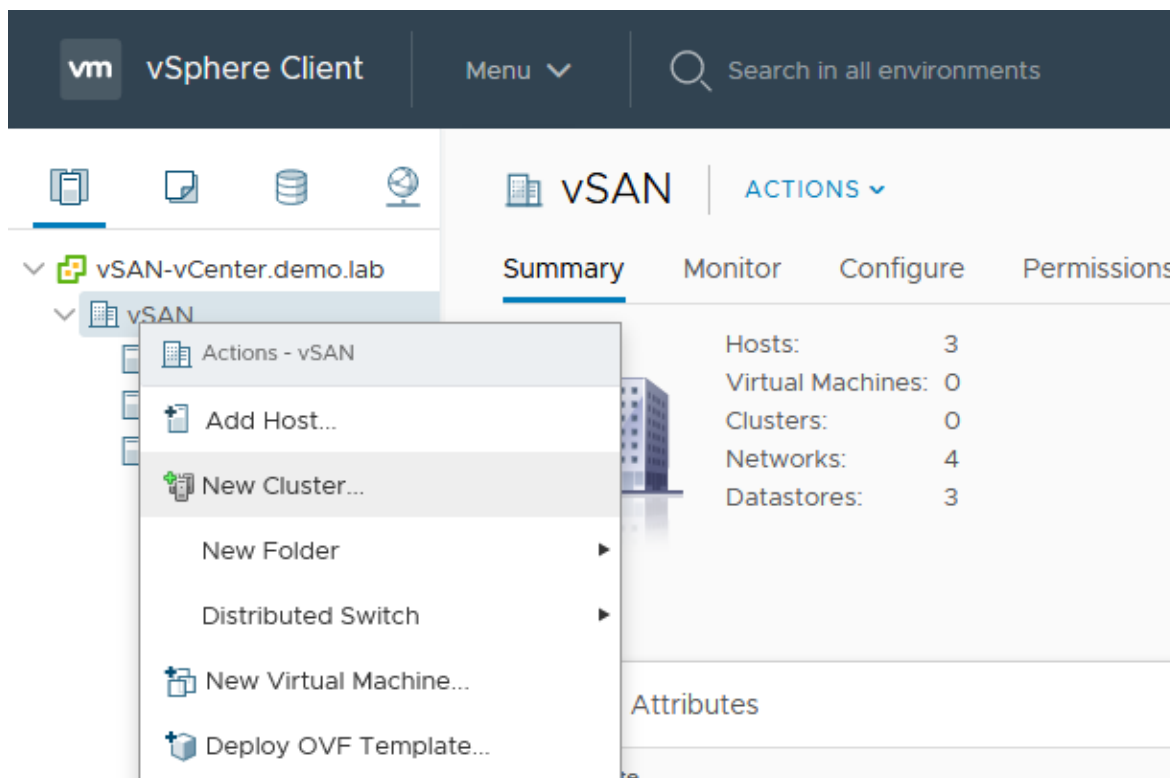 vm vSphere Client Menu Search in all environments
vSAN ACTIONS
vSAN-vCenter.demo.lab
vSAN
Summary Monitor Configure Permissions
Actions - vSAN
Add Host...
New Cluster...
New Folder
Distributed Switch
New Virtual Machine...
Deploy OVF Template...
Hosts: 3
Virtual Machines: 0
Clusters: 0
Networks: 4
Datastores: 3
Attributes